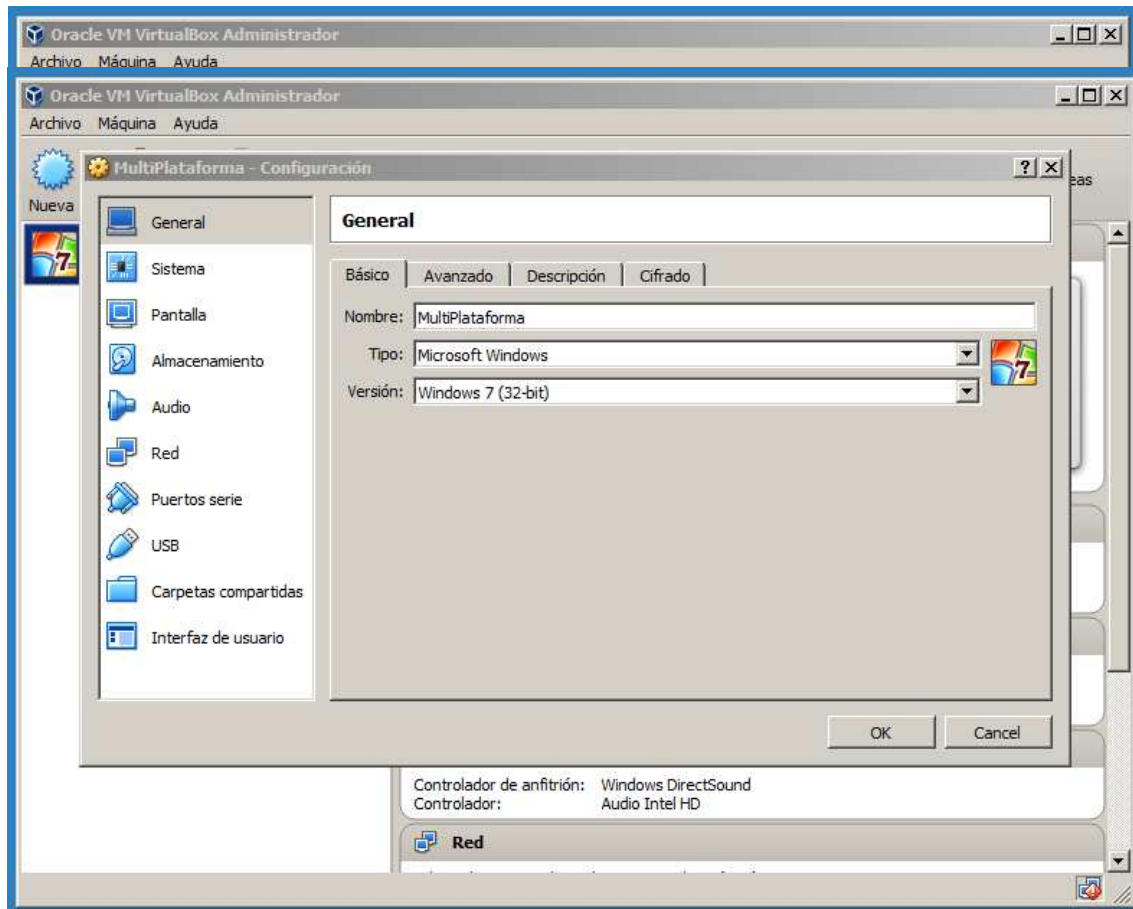 Oracle VM VirtualBox Administrador
Archivo Máquina Ayuda
Oracle VM VirtualBox Administrador
Archivo Máquina Ayuda
MultiPlataforma - Configuración
Nueva
eas
General
Sistema
Pantalla
Almacenamiento
Audio
Red
Puertos serie
USB
Carpetas compartidas
Interfaz de usuario
General
Básico Avanzado Descripción Cifrado
Nombre: MultiPlataforma
Tipo: Microsoft Windows
Versión: Windows 7 (32-bit)
7
7
OK Cancel
Controlador de anfitrión: Windows DirectSound
Controlador: Audio Intel HD
Red